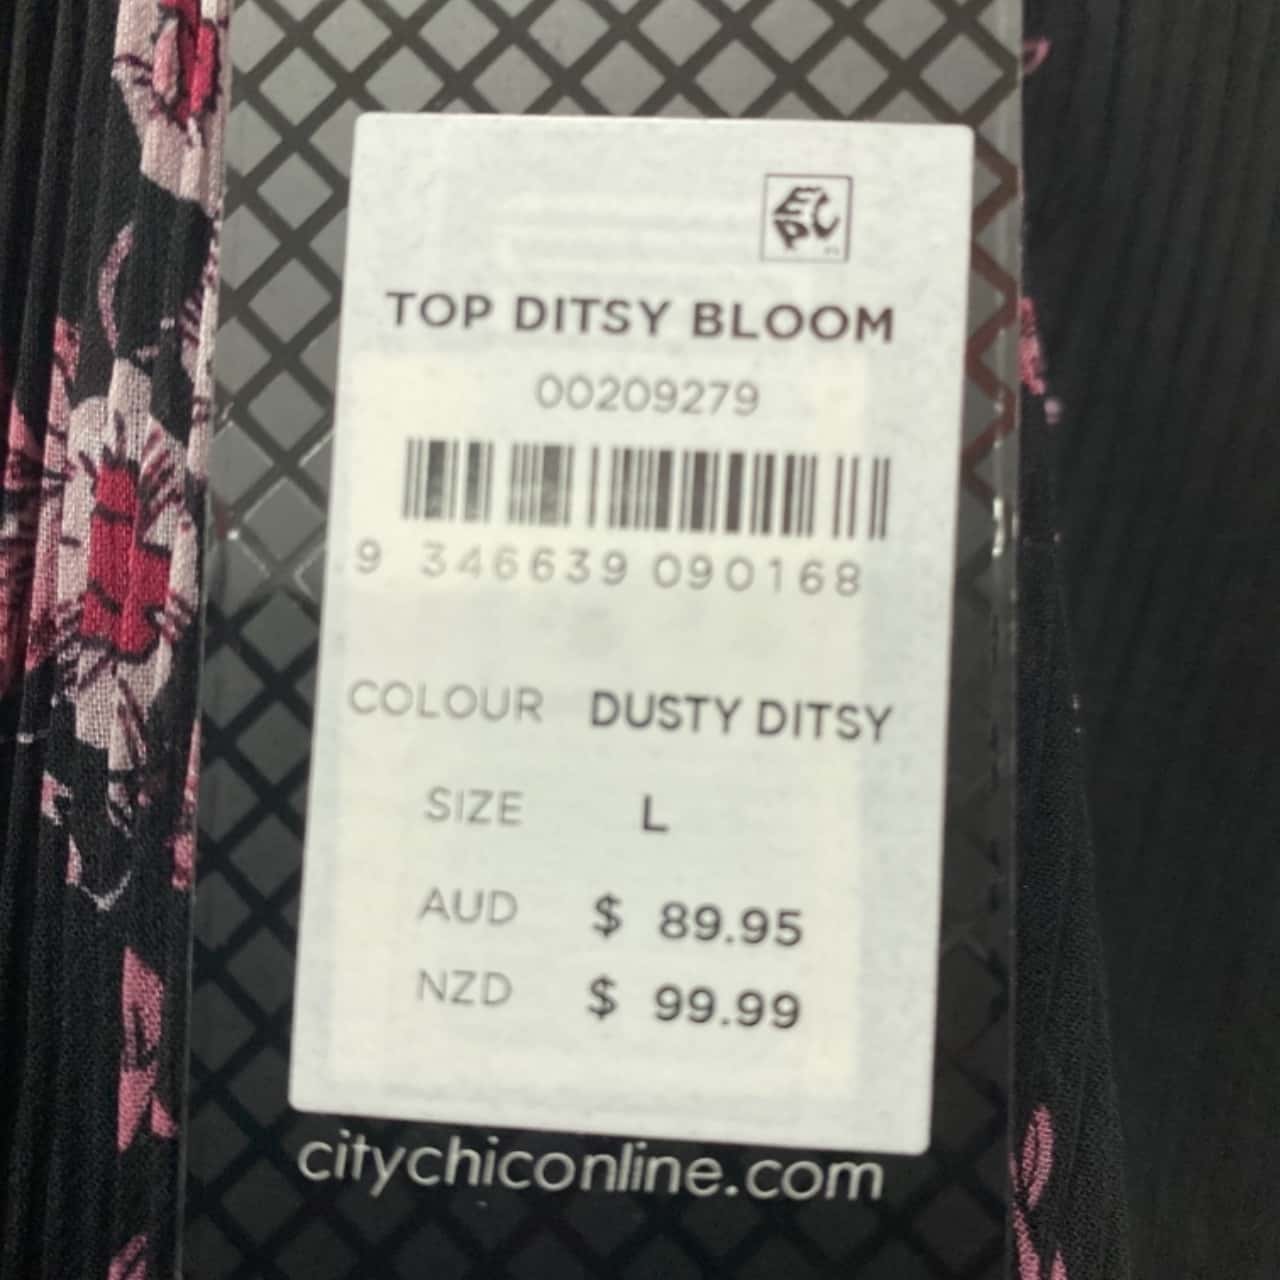 EPC
TOP DITSY BLOOM
00209279
9 346639 090168
COLOUR DUSTY DITSY
SIZE L
AUD $ 89.95
NZD $ 99.99
citychiconline.com